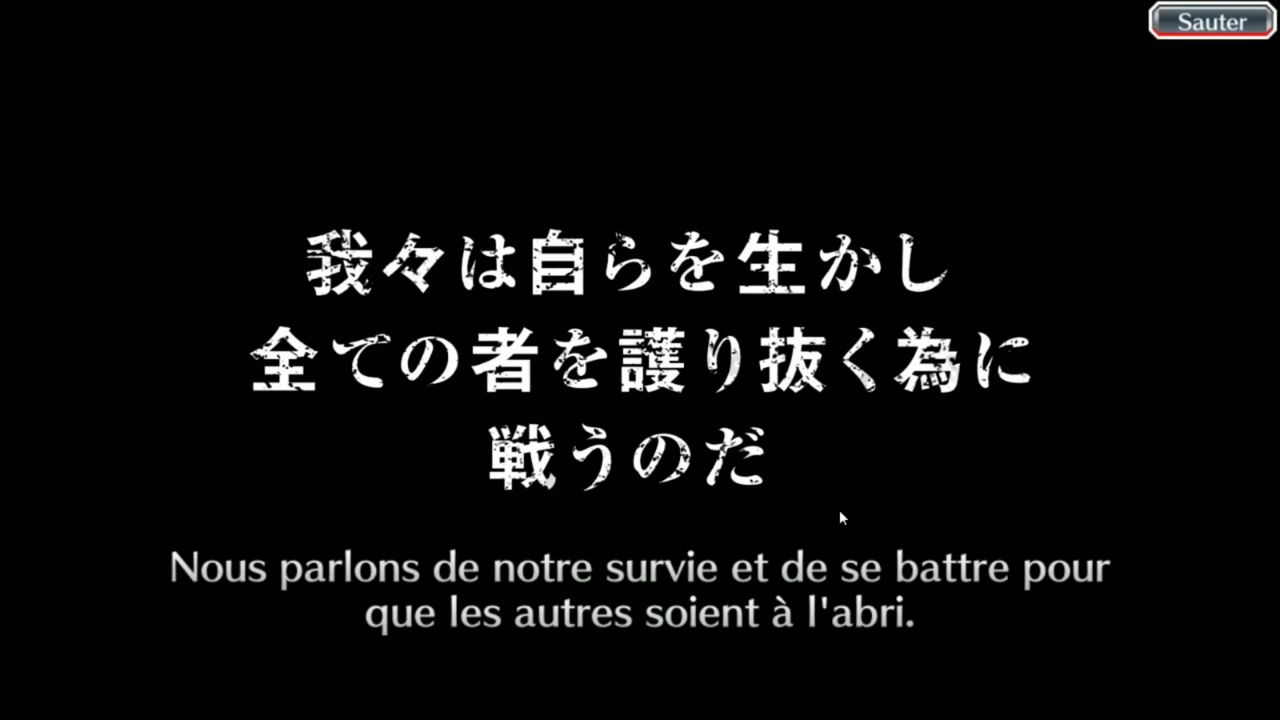 Sauter
我々は自らを生かし
全ての者を護り抜く為に
戦うのだ
Nous parlons de notre survie et de se battre pour
que les autres soient à l'abri.